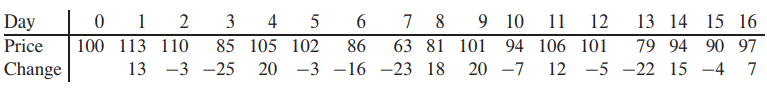 Day 0 1 2 3 4 5 6 7 8 9 10 11 12 13 14 15 16
Price 100 113 110 85 105 102 86 63 81 101 94 106 101 79 94 90 97
Change 13 −3 −25 20 −3 −16 −23 18 20 −7 12 −5 −22 15 −4 7